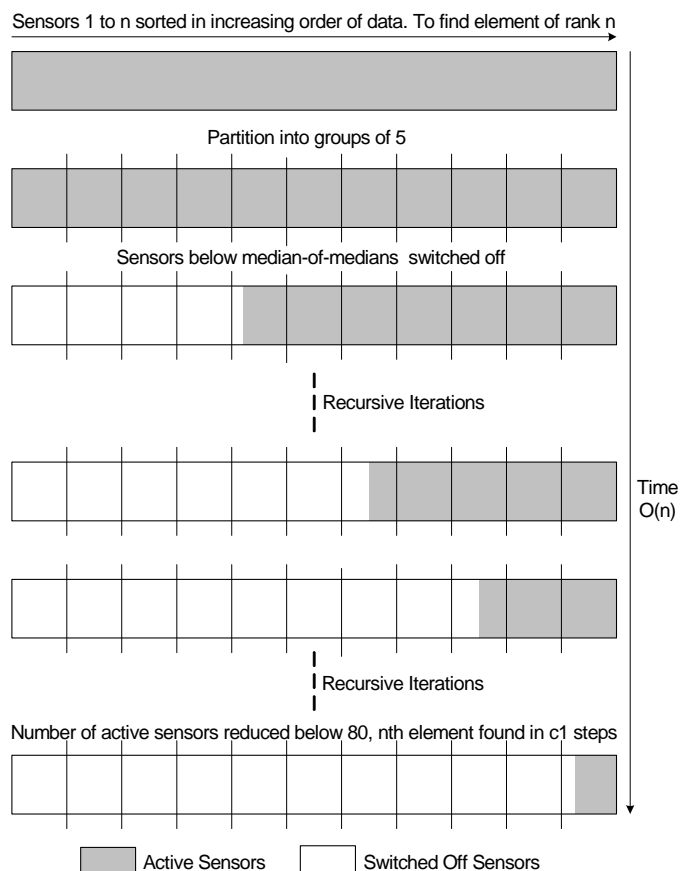 Sensors 1 to n sorted in increasing order of data. To find element of rank n
Partition into groups of 5
Sensors below median-of-medians switched off
Recursive Iterations
Time
O(n)
Recursive Iterations
Number of active sensors reduced below 80, nth element found in c1 steps
Active Sensors
Switched Off Sensors